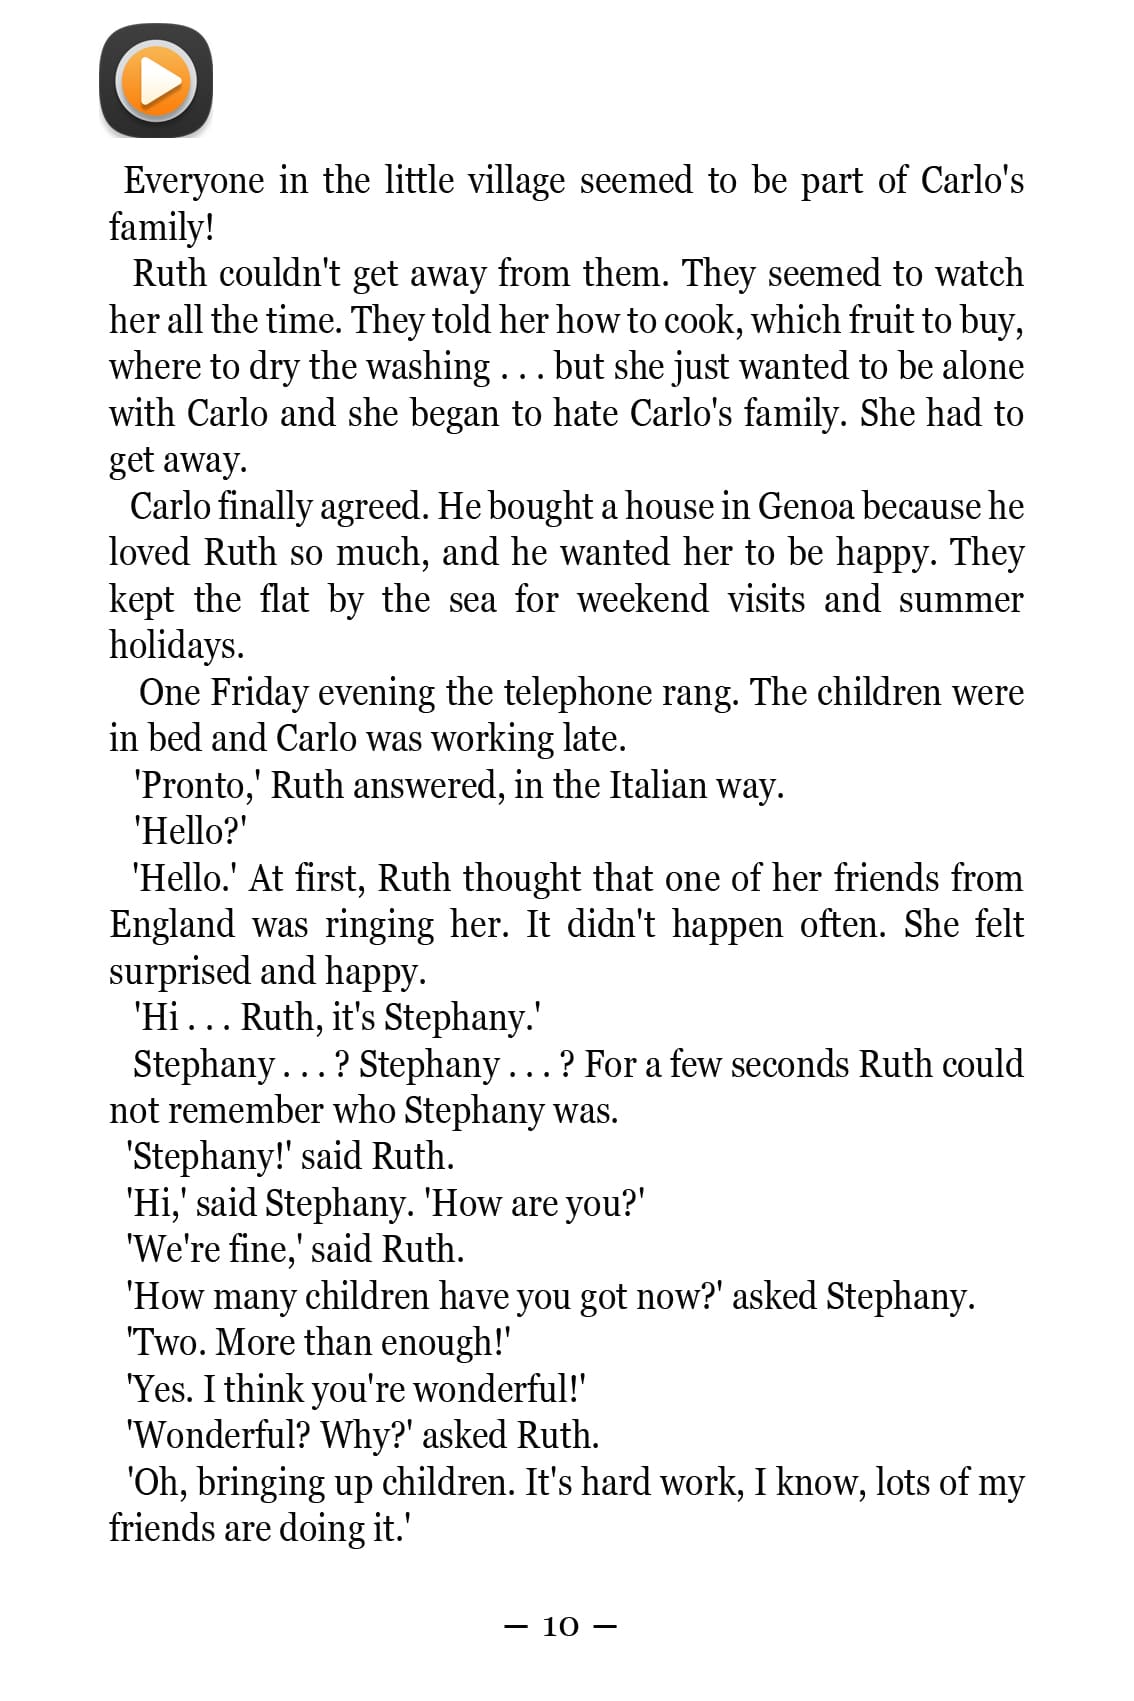 Everyone in the little village seemed to be part of Carlo's
family!
Ruth couldn't get away from them. They seemed to watch
her all the time. They told her how to cook, which fruit to buy,
where to dry the washing . . . but she just wanted to be alone
with Carlo and she began to hate Carlo's family. She had to
get away.
Carlo finally agreed. He bought a house in Genoa because he
loved Ruth so much, and he wanted her to be happy. They
kept the flat by the sea for weekend visits and summer
holidays.
One Friday evening the telephone rang. The children were
in bed and Carlo was working late.
'Pronto,' Ruth answered, in the Italian way.
'Hello?'
'Hello.' At first, Ruth thought that one of her friends from
England was ringing her. It didn't happen often. She felt
surprised and happy.
'Hi . . . Ruth, it's Stephany.'
Stephany . . . ? Stephany . . . ? For a few seconds Ruth could
not remember who Stephany was.
'Stephany!' said Ruth.
'Hi,' said Stephany. 'How are you?'
'We're fine,' said Ruth.
'How many children have you got now?' asked Stephany.
'Two. More than enough!'
'Yes. I think you're wonderful!'
'Wonderful? Why?' asked Ruth.
'Oh, bringing up children. It's hard work, I know, lots of my
friends are doing it.'
— 10 —